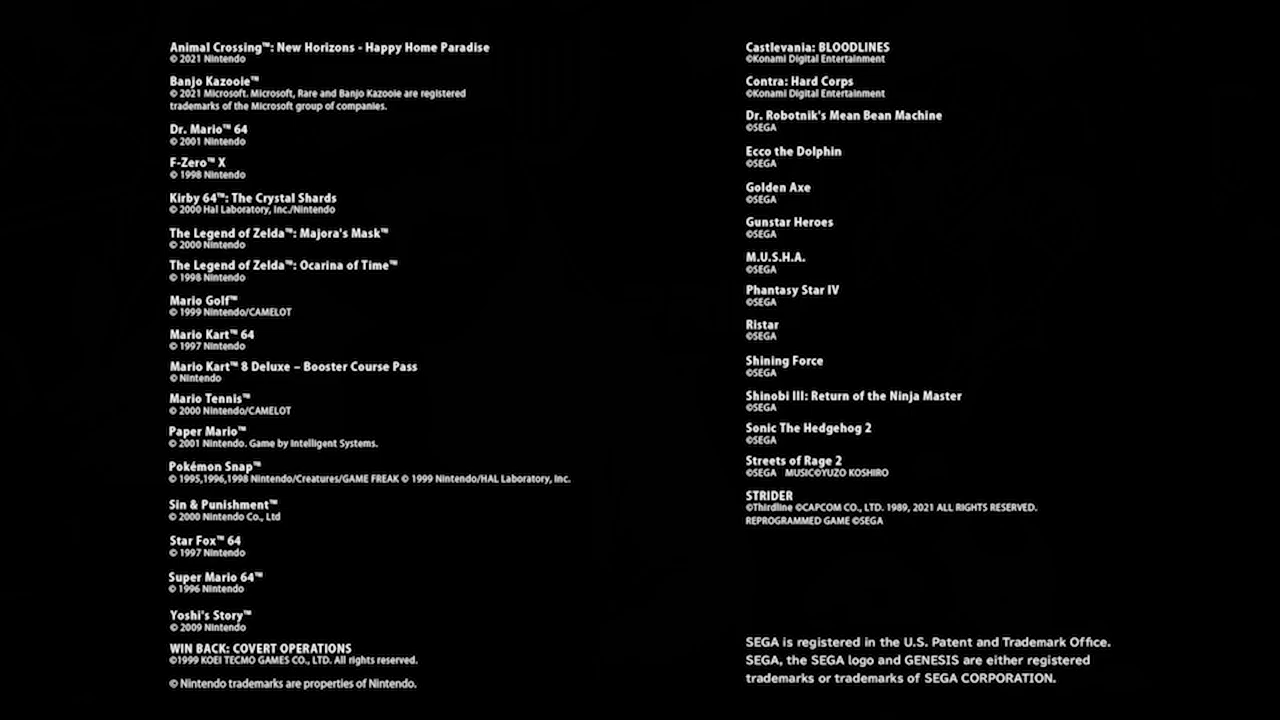 Animal Crossing™: New Horizons - Happy Home Paradise
© 2021 Nintendo
Banjo Kazooie™
© 2021 Microsoft. Microsoft, Rare and Banjo Kazooie are registered
trademarks of the Microsoft group of companies.
Dr. Mario™ 64
© 2001 Nintendo
F-Zero™ X
© 1998 Nintendo
Kirby 64™: The Crystal Shards
© 2000 Hal Laboratory, Inc./Nintendo
The Legend of Zelda™: Majora's Mask™
© 2000 Nintendo
The Legend of Zelda™: Ocarina of Time™
© 1998 Nintendo
Mario Golf™
© 1999 Nintendo/CAMELOT
Mario Kart™ 64
© 1997 Nintendo
Mario Kart™ 8 Deluxe – Booster Course Pass
© Nintendo
Mario Tennis™
© 2000 Nintendo/CAMELOT
Paper Mario™
© 2001 Nintendo. Game by Intelligent Systems.
Pokémon Snap™
© 1995,1996,1998 Nintendo/Creatures/GAME FREAK © 1999 Nintendo/HAL Laboratory, Inc.
Sin & Punishment™
© 2000 Nintendo Co., Ltd
Star Fox™ 64
© 1997 Nintendo
Super Mario 64™
© 1996 Nintendo
Yoshi's Story™
© 2009 Nintendo
WIN BACK: COVERT OPERATIONS
©1999 KOEI TECMO GAMES CO., LTD. All rights reserved.
© Nintendo trademarks are properties of Nintendo.
Castlevania: BLOODLINES
©Konami Digital Entertainment
Contra: Hard Corps
©Konami Digital Entertainment
Dr. Robotnik's Mean Bean Machine
©SEGA
Ecco the Dolphin
©SEGA
Golden Axe
©SEGA
Gunstar Heroes
©SEGA
M.U.S.H.A.
©SEGA
Phantasy Star IV
©SEGA
Ristar
©SEGA
Shining Force
©SEGA
Shinobi III: Return of the Ninja Master
©SEGA
Sonic The Hedgehog 2
©SEGA
Streets of Rage 2
©SEGA MUSIC©YUZO KOSHIRO
STRIDER
©Thirdline ©CAPCOM CO., LTD. 1989, 2021 ALL RIGHTS RESERVED.
REPROGRAMMED GAME ©SEGA
SEGA is registered in the U.S. Patent and Trademark Office.
SEGA, the SEGA logo and GENESIS are either registered
trademarks or trademarks of SEGA CORPORATION.